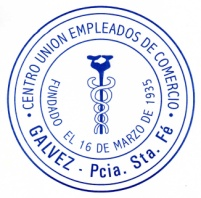 · CENTRO UNION EMPLEADOS DE COMERCIO ·
GALVEZ - Pcia. Sta. Fé
FUNDADO EL 16 DE MARZO DE 1935